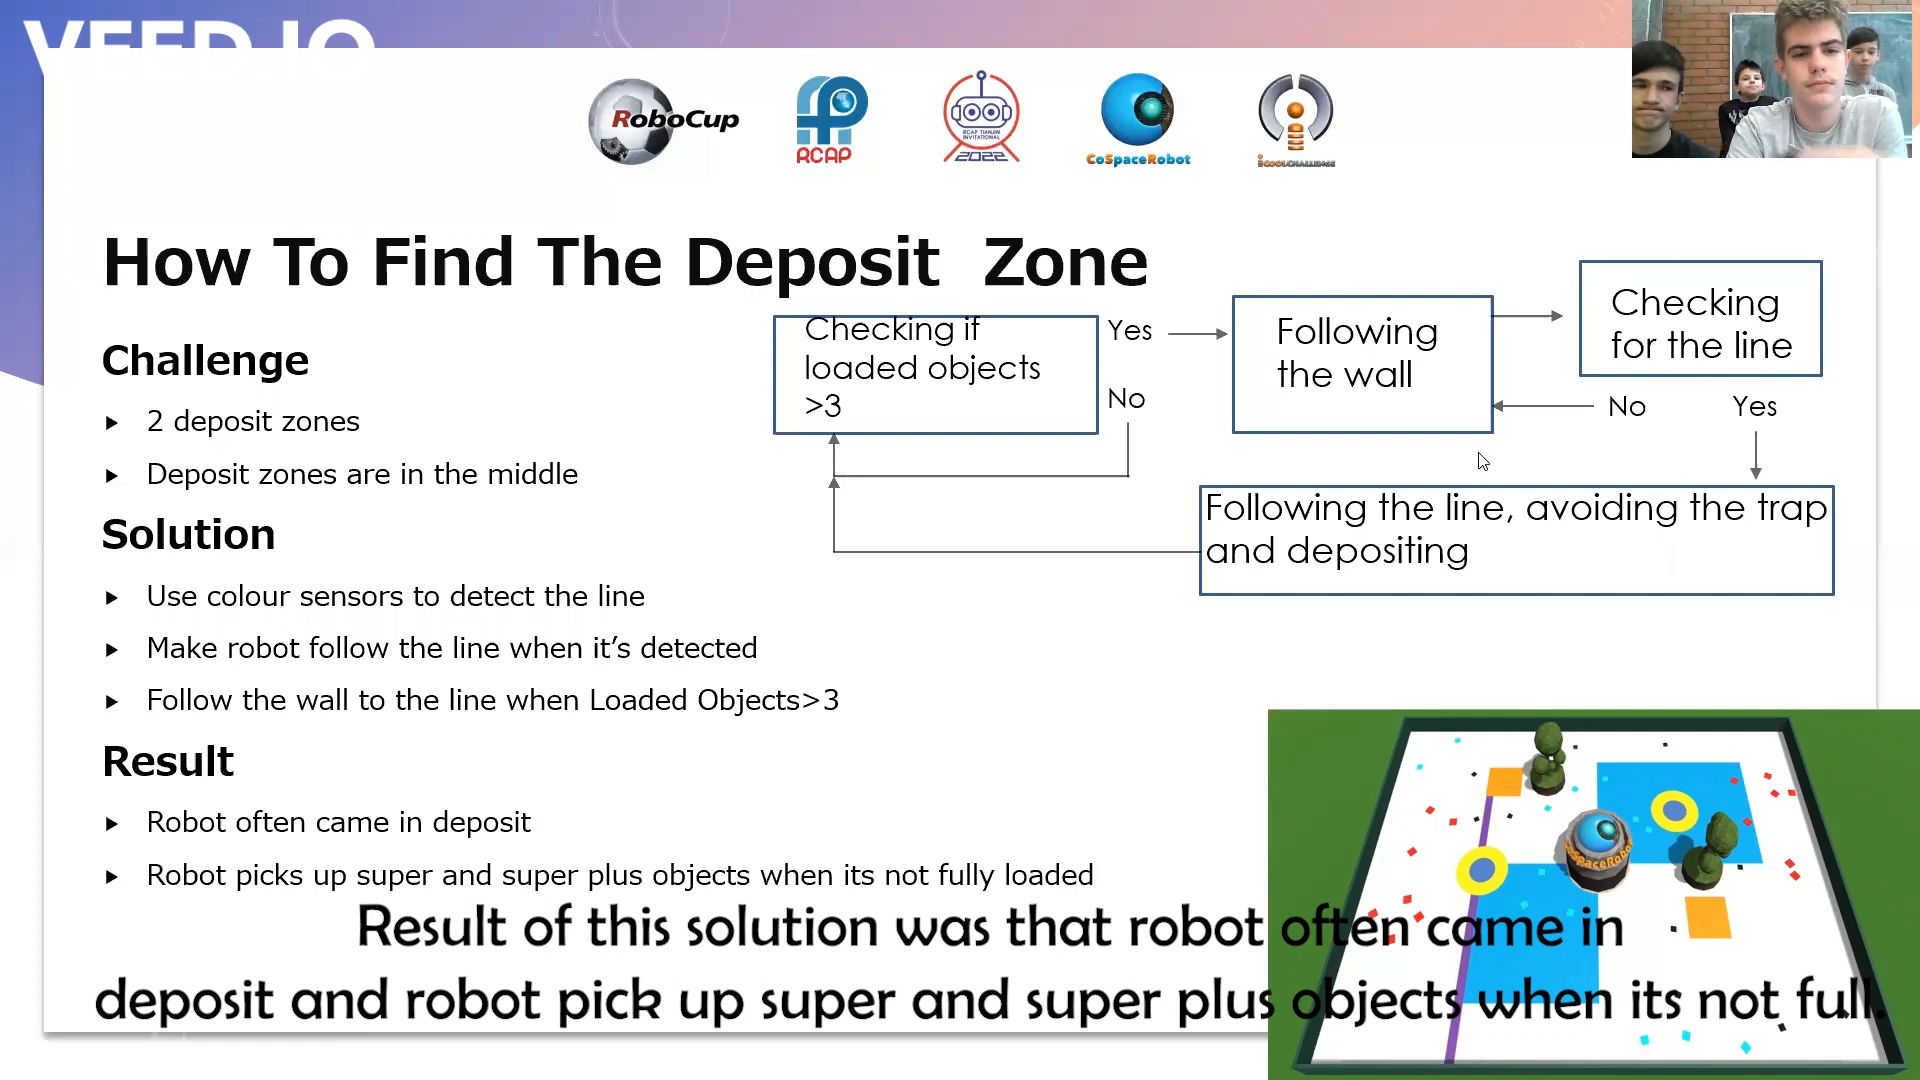 VEED.IO
RoboCup
RCAP
RCAP TIANJIN
INVITATIONAL
2022
CoSpaceRobot
iCOOLCHALLENGE
How To Find The Deposit Zone
Challenge
2 deposit zones
Deposit zones are in the middle
Solution
Use colour sensors to detect the line
Make robot follow the line when it's detected
Follow the wall to the line when Loaded Objects>3
Result
Robot often came in deposit
Robot picks up super and super plus objects when its not fully loaded
Checking if
loaded objects
>3
Yes
No
Following
the wall
Checking
for the line
No
Yes
Following the line, avoiding the trap
and depositing
CoSpaceRobot
Result of this solution was that robot often came in
deposit and robot pick up super and super plus objects when its not full.